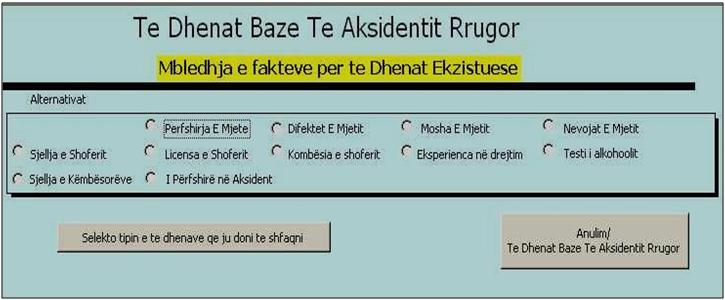 Te Dhenat Baze Te Aksidentit Rrugor
Mbledhja e fakteve per te Dhenat Ekzistuese
Alternativat
Perfshirja E Mjete Difektet E Mjetit Mosha E Mjetit Nevojat E Mjetit
Sjellja e Shoferit Licensa e Shoferit Kombësia e shoferit Eksperienca në drejtim Testi i alkoholit
Sjellja e Këmbësorëve I Përfshirë në Aksident
Selekto tipin e te dhenave qe ju doni te shfaqni
Anulim/
Te Dhenat Baze Te Aksidentit Rrugor